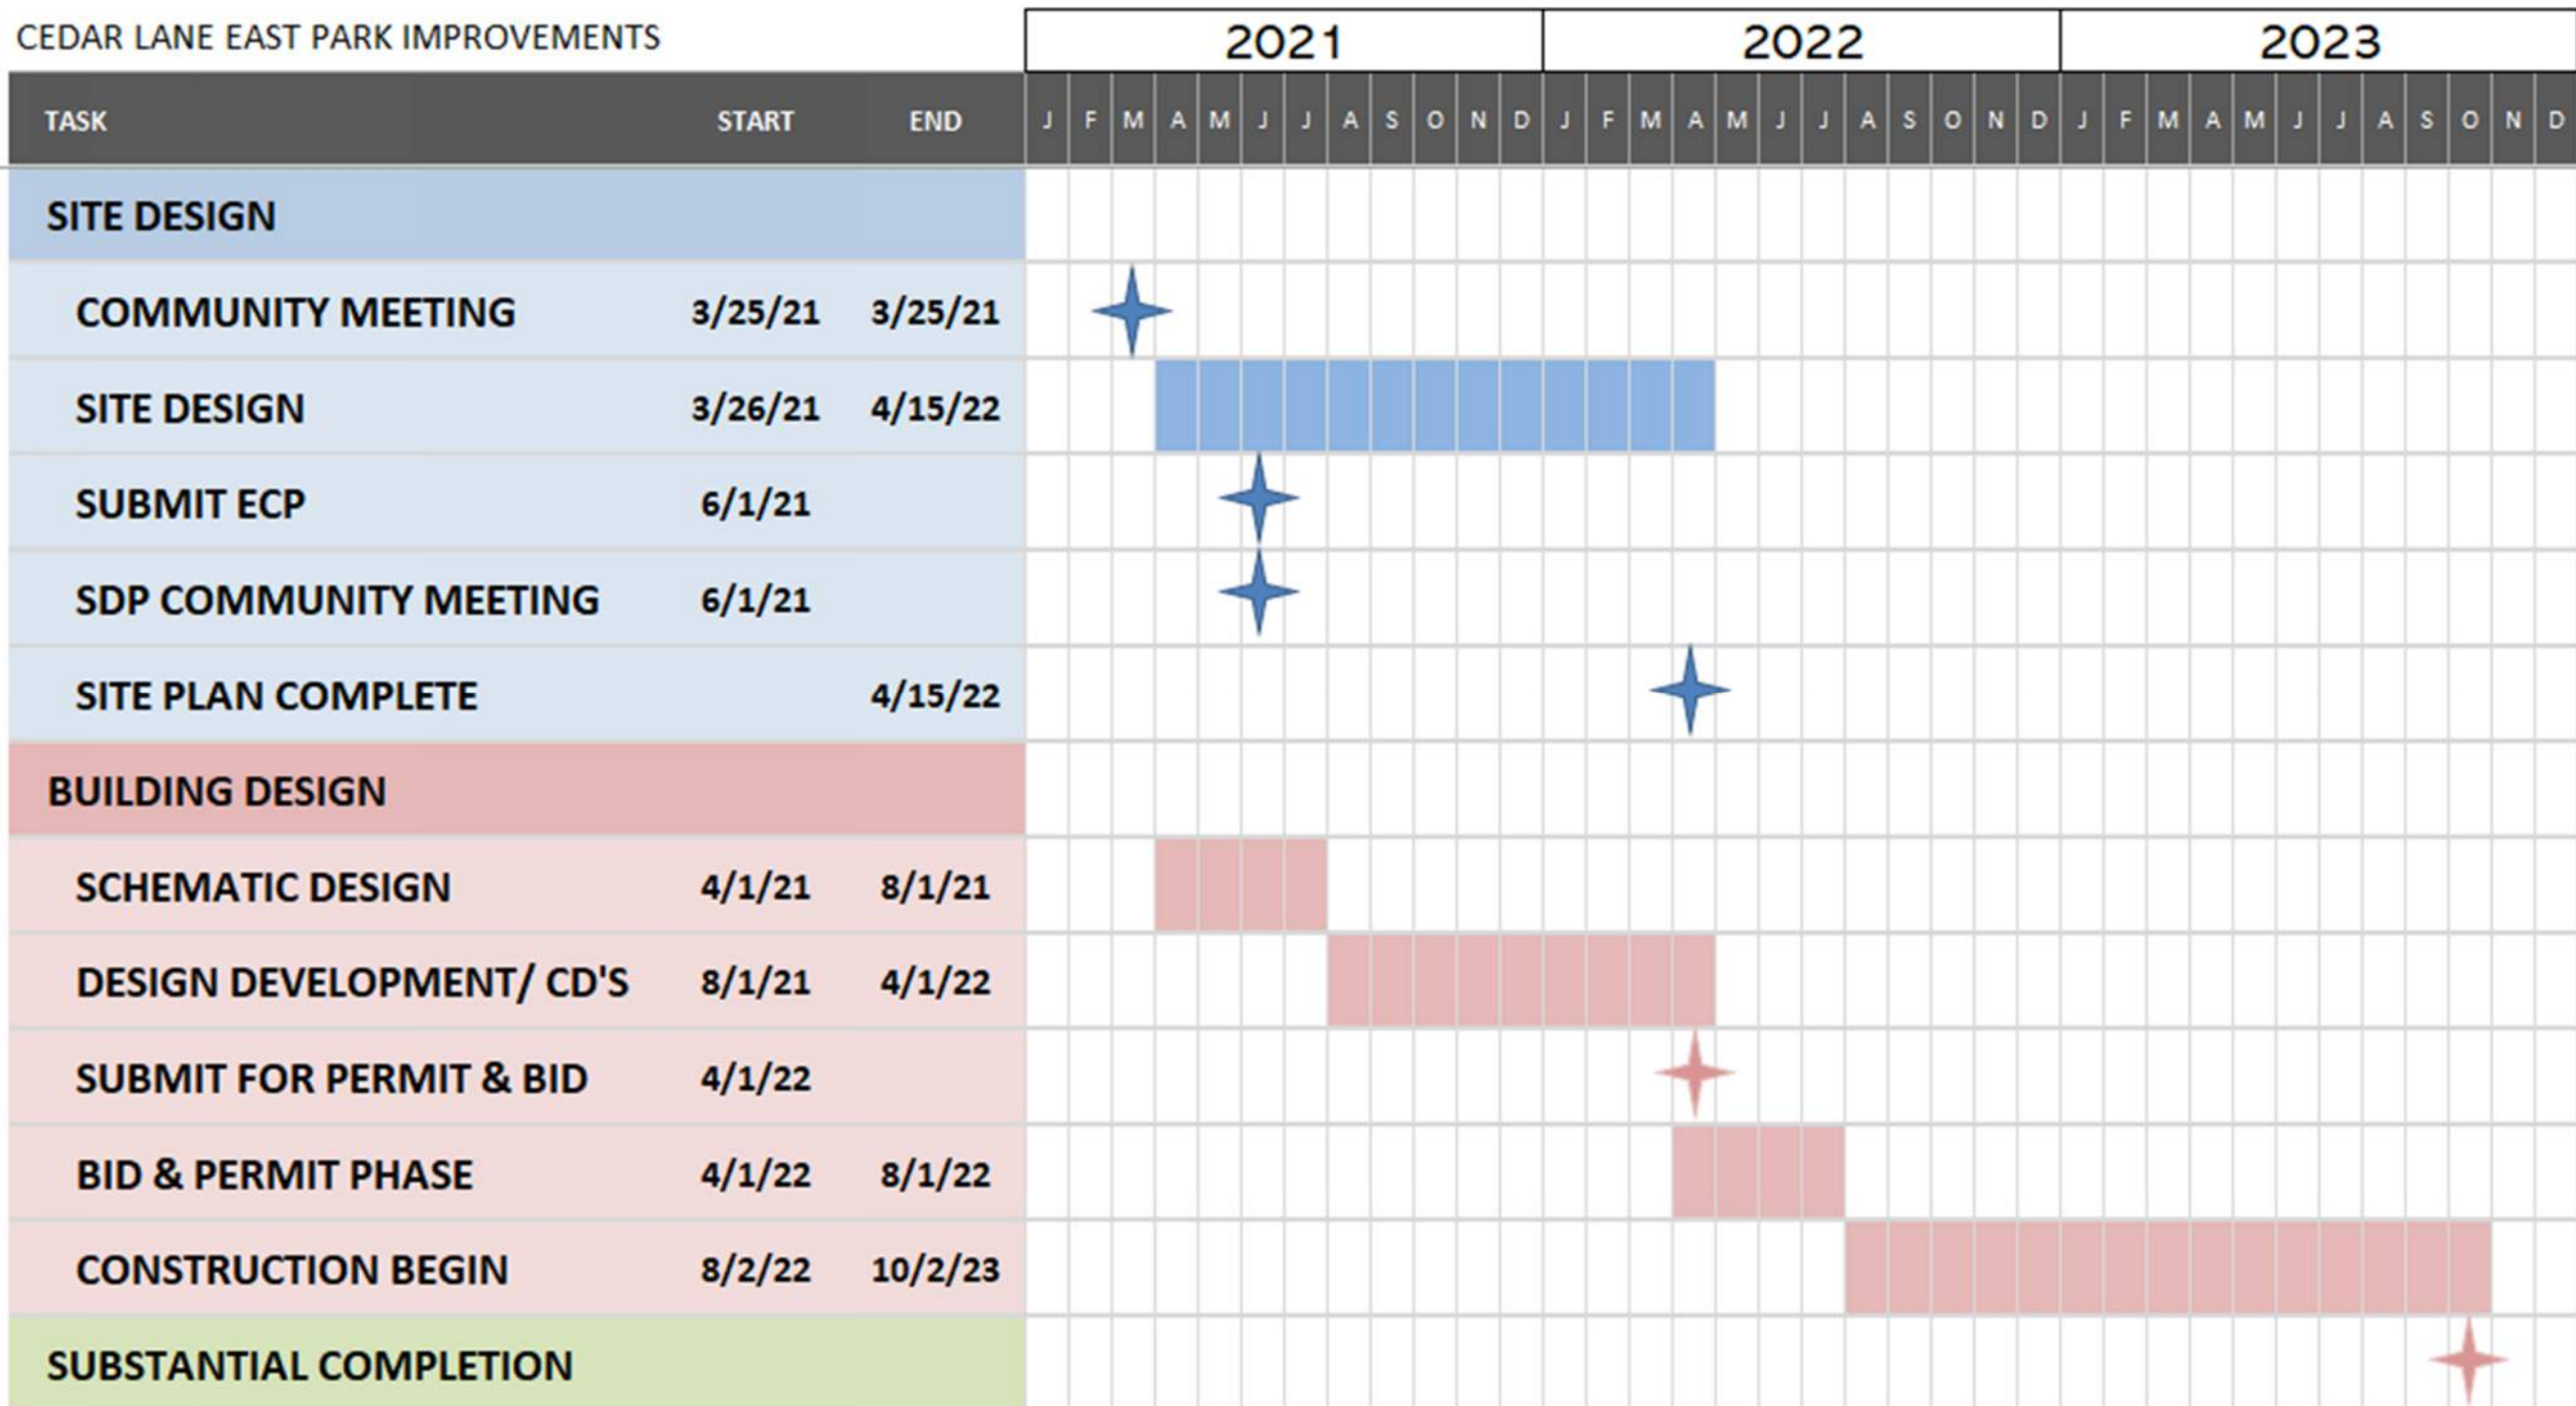 CEDAR LANE EAST PARK IMPROVEMENTS 2021 2022 2023
TASK START END J F M A M J J A S O N D J F M A M J J A S O N D J F M A M J J A S O N D
SITE DESIGN
COMMUNITY MEETING 3/25/21 3/25/21
SITE DESIGN 3/26/21 4/15/22
SUBMIT ECP 6/1/21
SDP COMMUNITY MEETING 6/1/21
SITE PLAN COMPLETE 4/15/22
BUILDING DESIGN
SCHEMATIC DESIGN 4/1/21 8/1/21
DESIGN DEVELOPMENT/ CD'S 8/1/21 4/1/22
SUBMIT FOR PERMIT & BID 4/1/22
BID & PERMIT PHASE 4/1/22 8/1/22
CONSTRUCTION BEGIN 8/2/22 10/2/23
SUBSTANTIAL COMPLETION